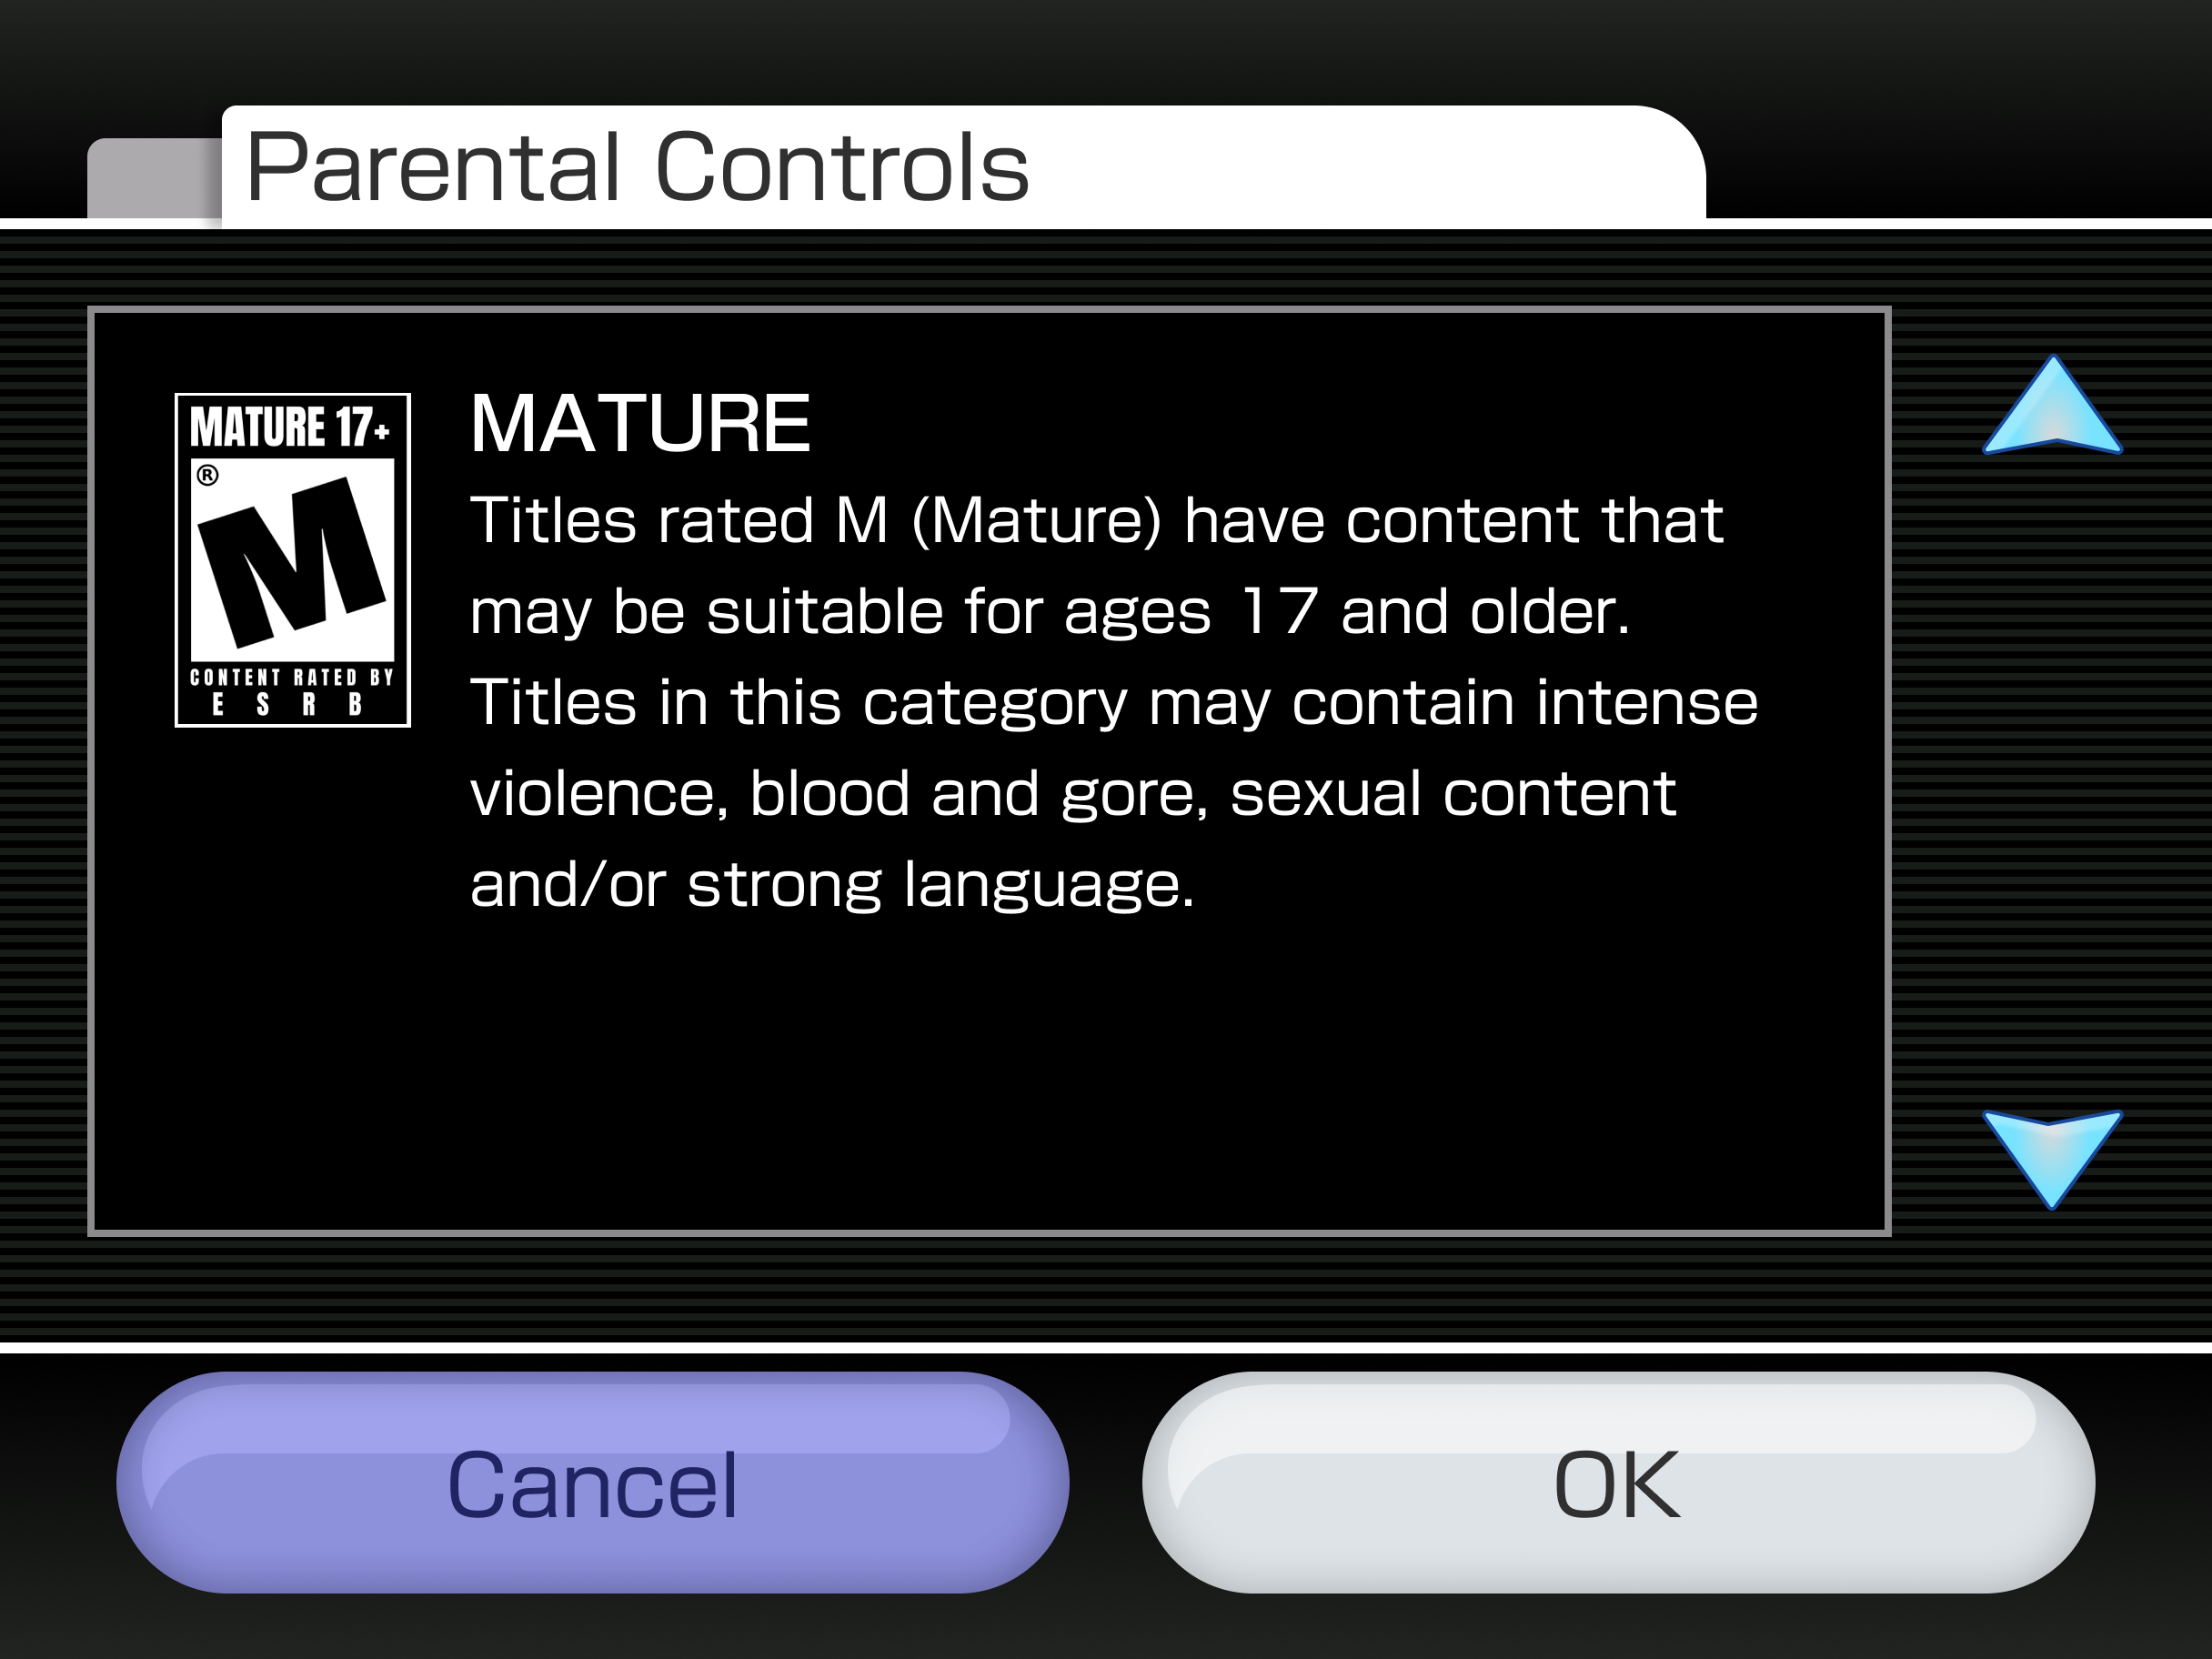 Parental Controls
MATURE 17+
®
M
CONTENT RATED BY
ESRB
MATURE
Titles rated M (Mature) have content that
may be suitable for ages 17 and older.
Titles in this category may contain intense
violence, blood and gore, sexual content
and/or strong language.
Cancel
OK